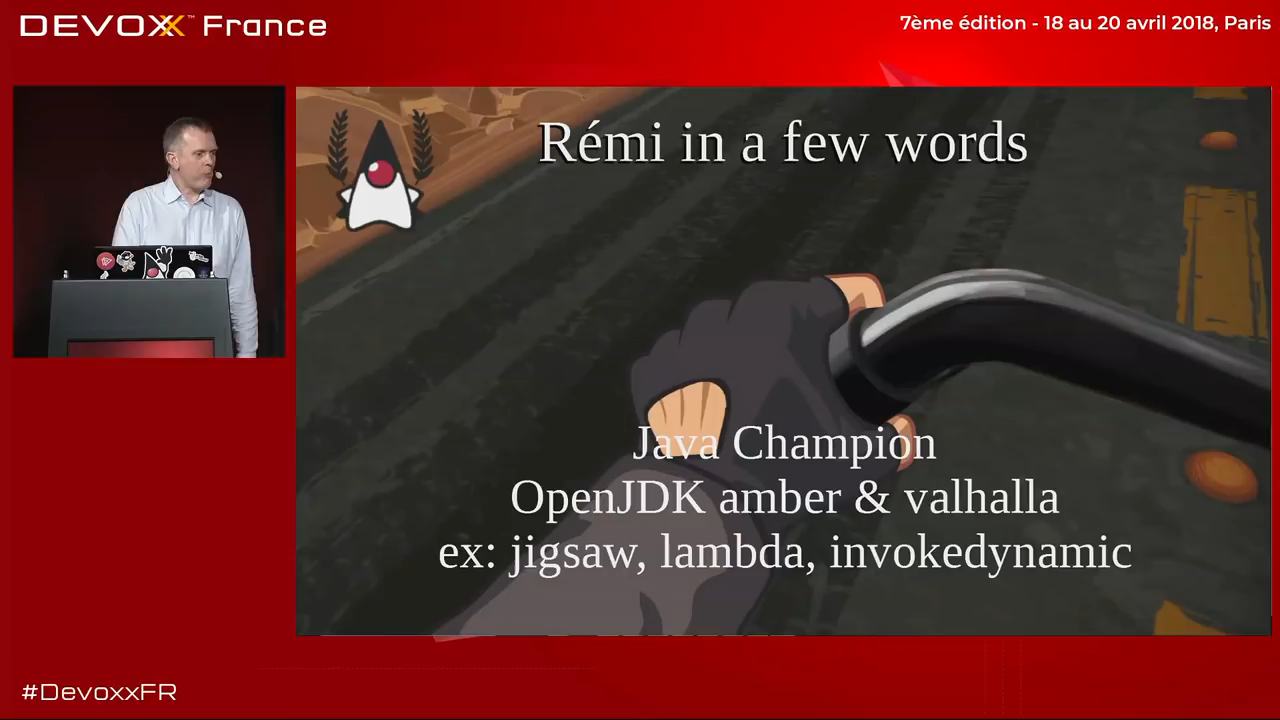 DEVOXX™ France
7ème édition - 18 au 20 avril 2018, Paris
Rémi in a few words
Java Champion
OpenJDK amber & valhalla
ex: jigsaw, lambda, invokedynamic
#DevoxxFR